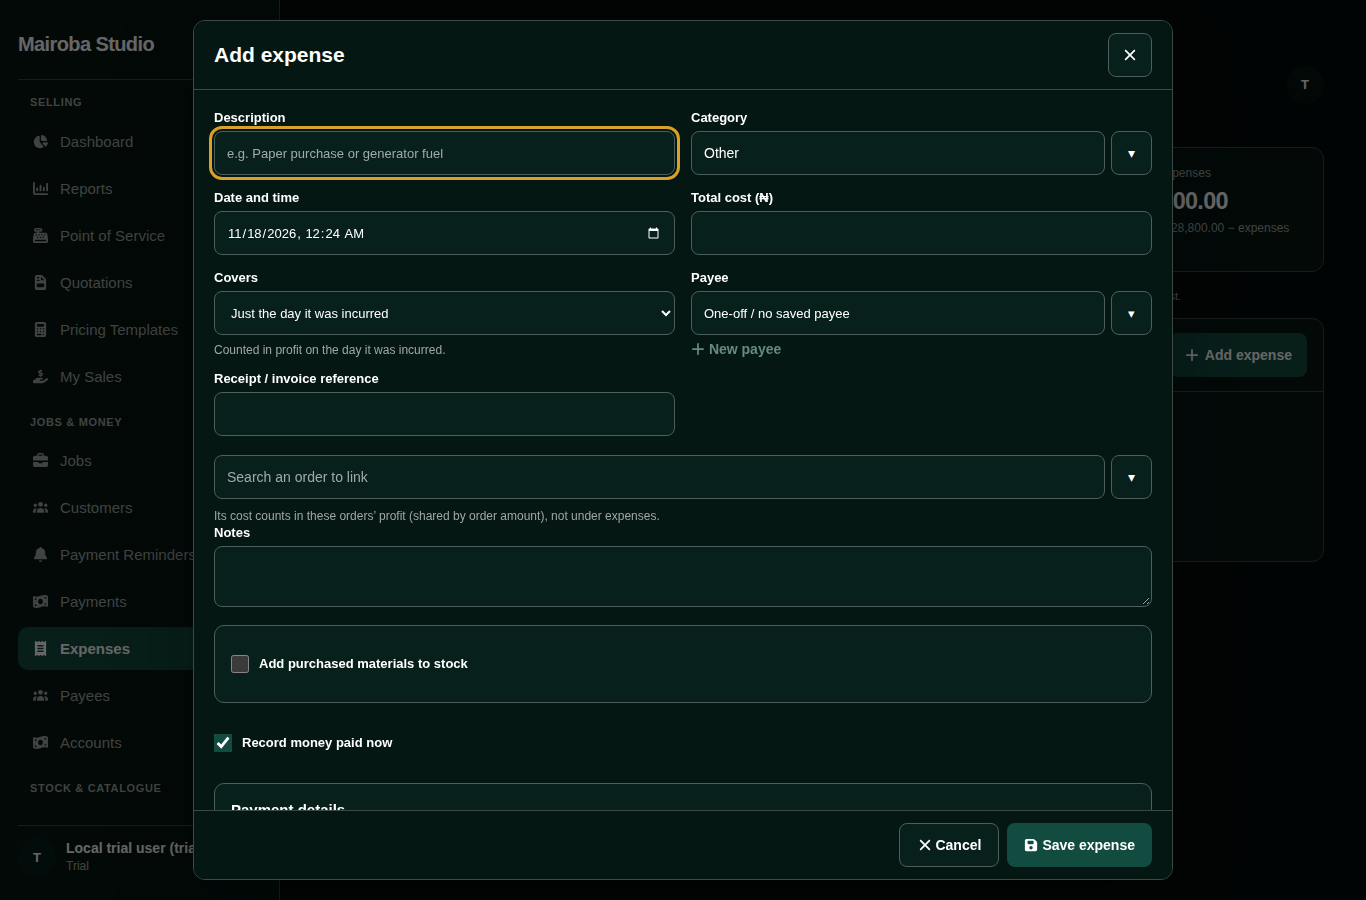 Mairoba Studio
SELLING
Dashboard
Reports
Point of Service
Quotations
Pricing Templates
My Sales
JOBS & MONEY
Jobs
Customers
Payment Reminders
Payments
Expenses
Payees
Accounts
STOCK & CATALOGUE
T
Local trial user (tria
Trial
Add expense
Description
e.g. Paper purchase or generator fuel
Category
Other
▼
Date and time
11/18/2026, 12:24 AM
Total cost (₦)
Covers
Just the day it was incurred
Counted in profit on the day it was incurred.
Payee
One-off / no saved payee
▼
New payee
Receipt / invoice reference
Search an order to link
▼
Its cost counts in these orders' profit (shared by order amount), not under expenses.
Notes
Add purchased materials to stock
Record money paid now
Payment details
Cancel
Save expense
T
penses
00.00
28,800.00 − expenses
st.
Add expense